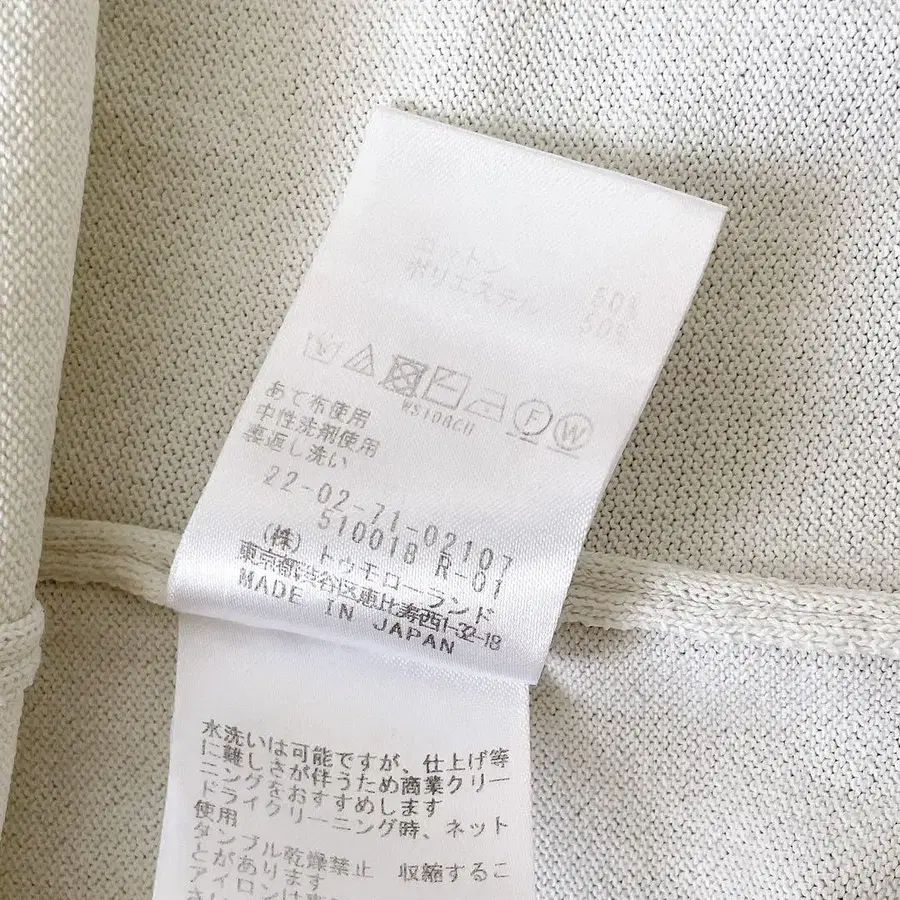 コットン 50%
ポリエステル 50%
WS10ACH
F W
あて布使用
中性洗剤使用
裏返し洗い
22-02-71-02107
510018 R-01
(株) トゥモローランド
東京都渋谷区恵比寿西1-32-18
MADE IN JAPAN
水洗いは可能ですが、仕上げ等
に難しさが伴うため商業クリー
ニングをおすすめします
ドライクリーニング時、ネット
使用
タンブル乾燥禁止 収縮するこ
とがあります
アイロンは